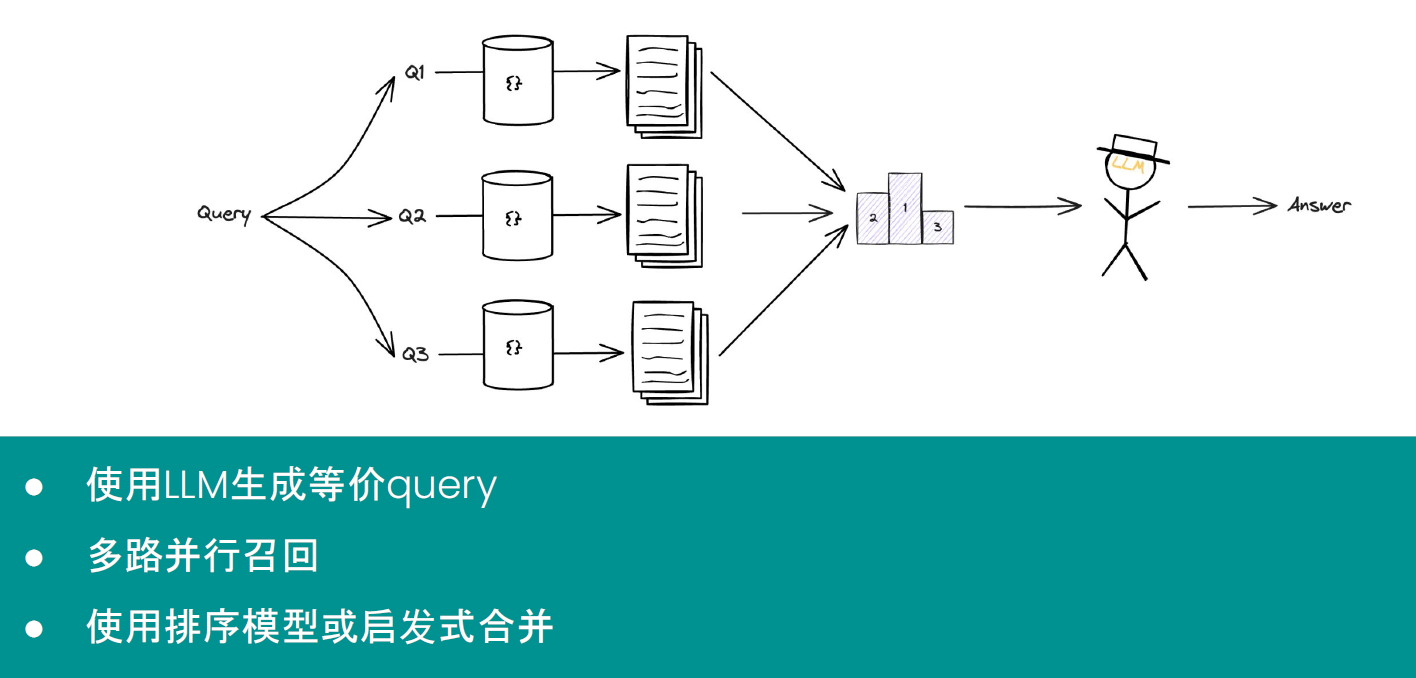 Query
Q1
{}
Q2
{}
Q3
{}
2
1
3
LLM
Answer
使用LLM生成等价query
多路并行召回
使用排序模型或启发式合并